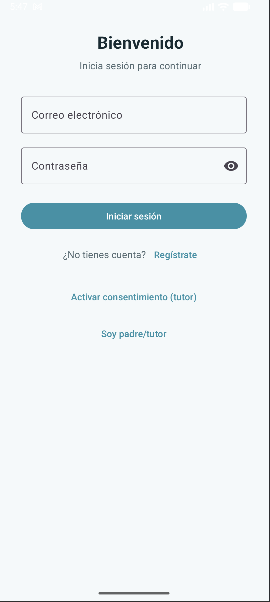 Bienvenido
Inicia sesión para continuar
Correo electrónico
Contraseña
Iniciar sesión
¿No tienes cuenta? Regístrate
Activar consentimiento (tutor)
Soy padre/tutor